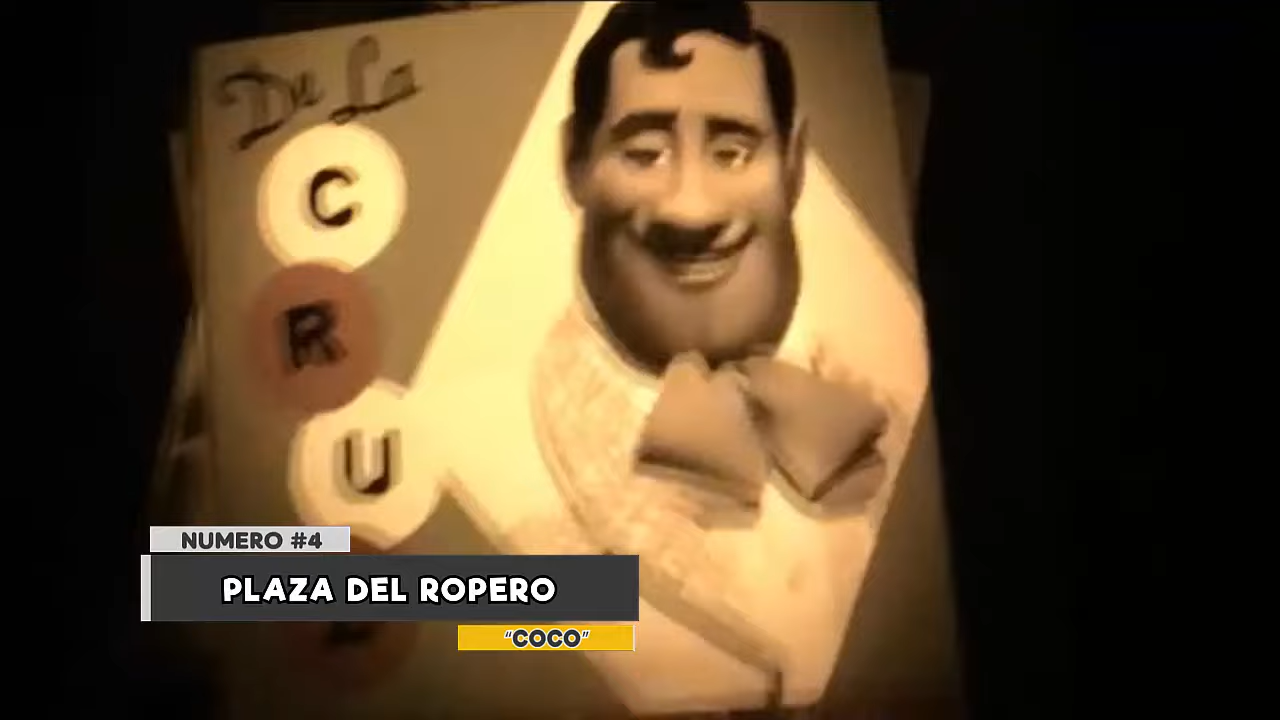 De La
C
R
U
NUMERO #4
PLAZA DEL ROPERO
"COCO"